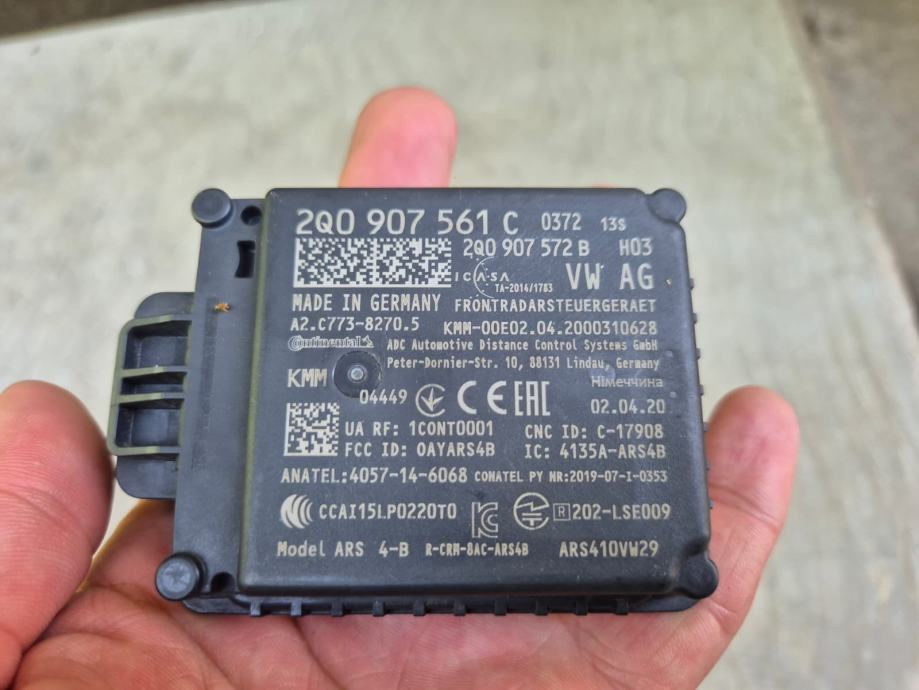 2Q0 907 561 C 0372 13S
2Q0 907 572 B H03
ICASA
TA-2014/1783
VW AG
MADE IN GERMANY FRONTRADARSTEUERGERAET
A2.C773-8270.5 KMM-00E02.04.2000310628
Continental ADC Automotive Distance Control Systems GmbH
Peter-Dornier-Str. 10, 88131 Lindau, Germany
KMM Німеччина
04449 CE EAC 02.04.20
UA RF: 1CONT0001 CNC ID: C-17908
FCC ID: OAYARS4B IC: 4135A-ARS4B
ANATEL:4057-14-6068 CONATEL PY NR:2019-07-I-0353
CCAI15LP0220T0 R 202-LSE009
Model ARS 4-B R-CRM-8AC-ARS4B ARS410VW29